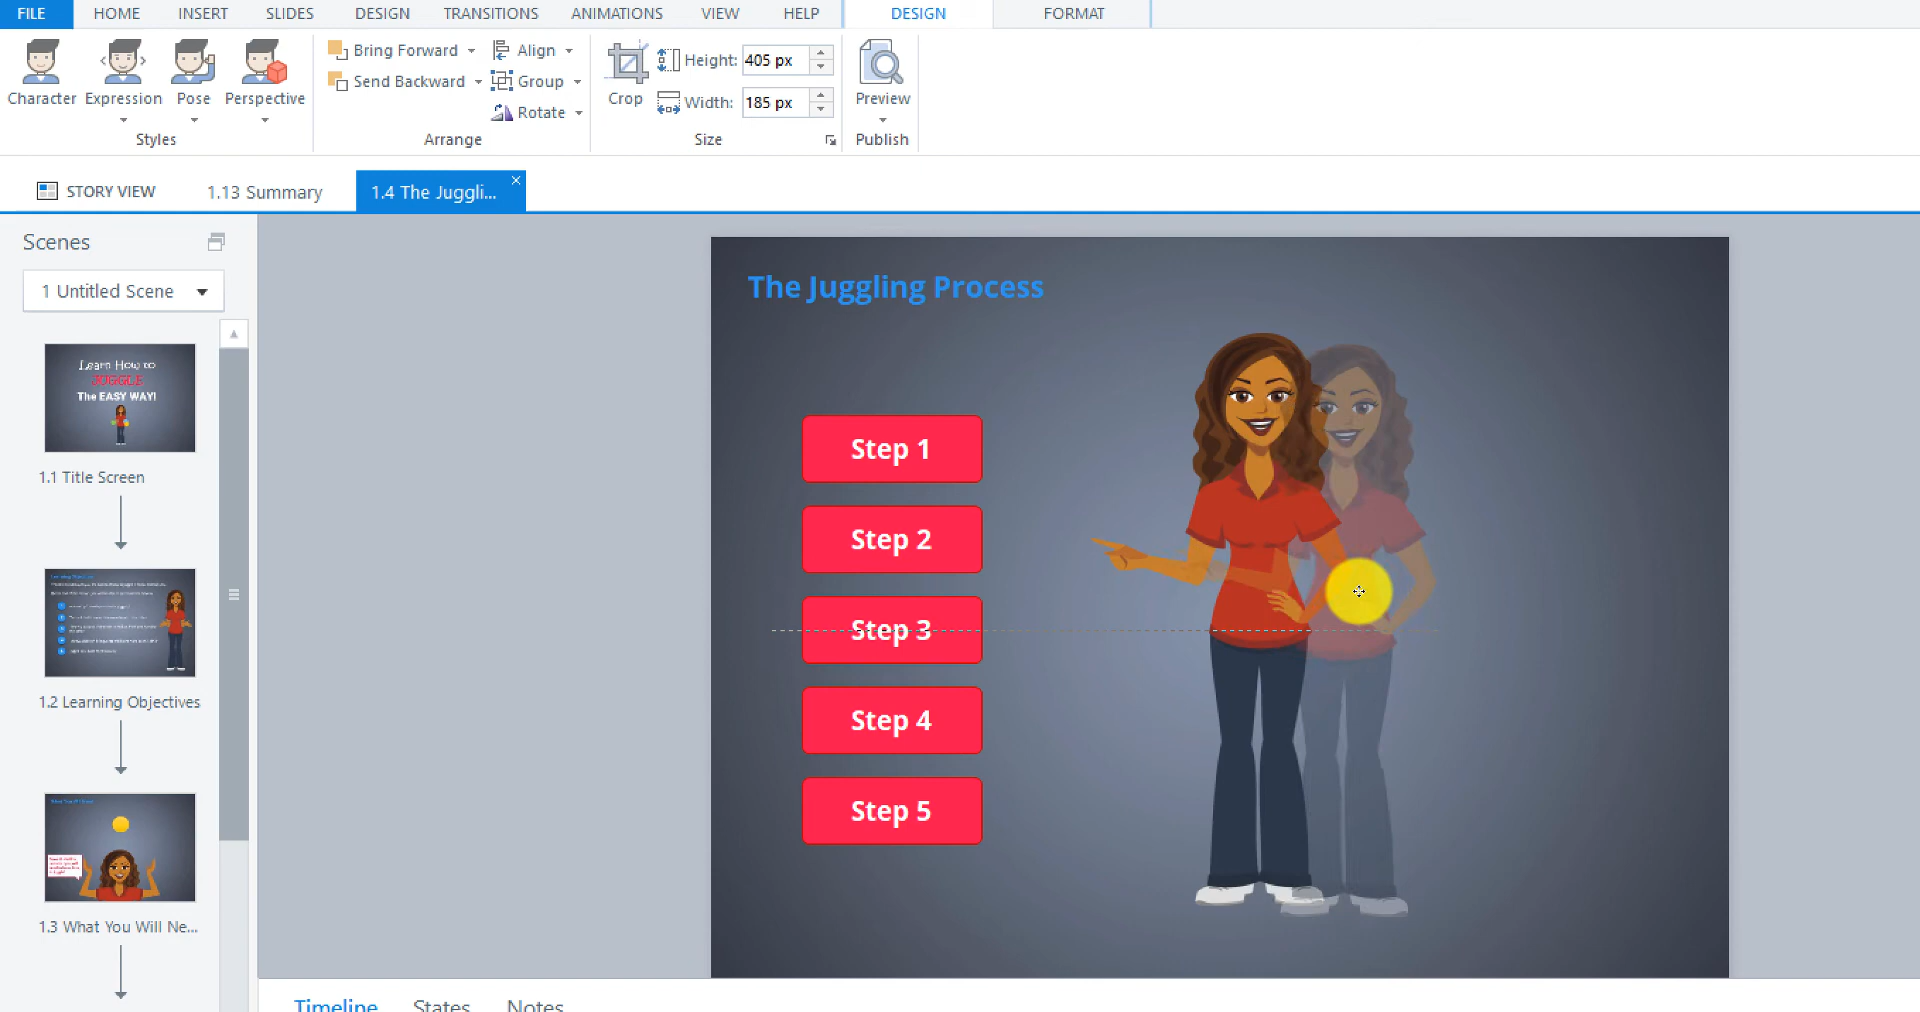 FILE HOME INSERT SLIDES DESIGN TRANSITIONS ANIMATIONS VIEW HELP DESIGN FORMAT
Character Expression Pose Perspective
Styles
Bring Forward Align
Send Backward Group
Rotate
Arrange
Crop Height: 405 px
Width: 185 px
Size
Preview
Publish
STORY VIEW 1.13 Summary 1.4 The Juggli...
Scenes
1 Untitled Scene
Learn How to
JUGGLE
The EASY WAY!
1.1 Title Screen
1.2 Learning Objectives
1.3 What You Will Ne...
The Juggling Process
Step 1
Step 2
Step 3
Step 4
Step 5
Timeline States Notes